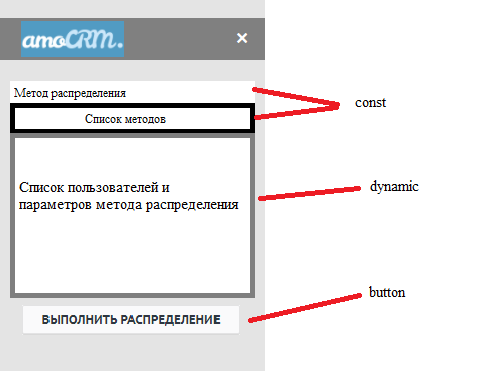 amoCRM.
×
Метод распределения
const
Список методов
Список пользователей и
параметров метода распределения
dynamic
button
ВЫПОЛНИТЬ РАСПРЕДЕЛЕНИЕ